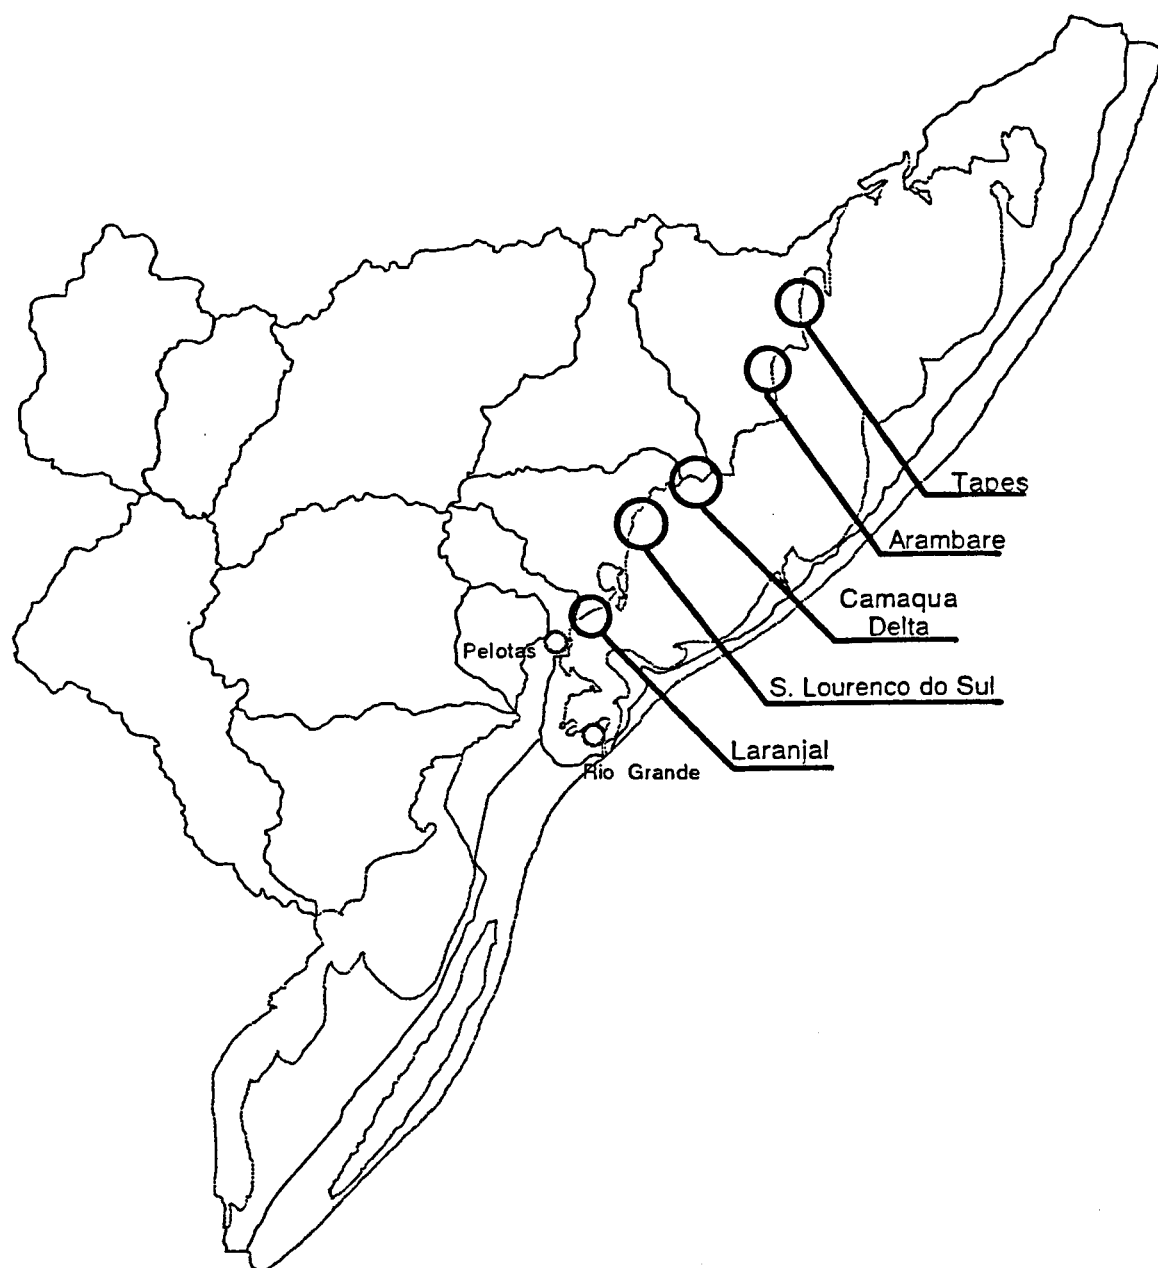 Tapes
Arambare
Camaqua
Delta
Pelotas
S. Lourenco do Sul
Laranjal
Rio Grande